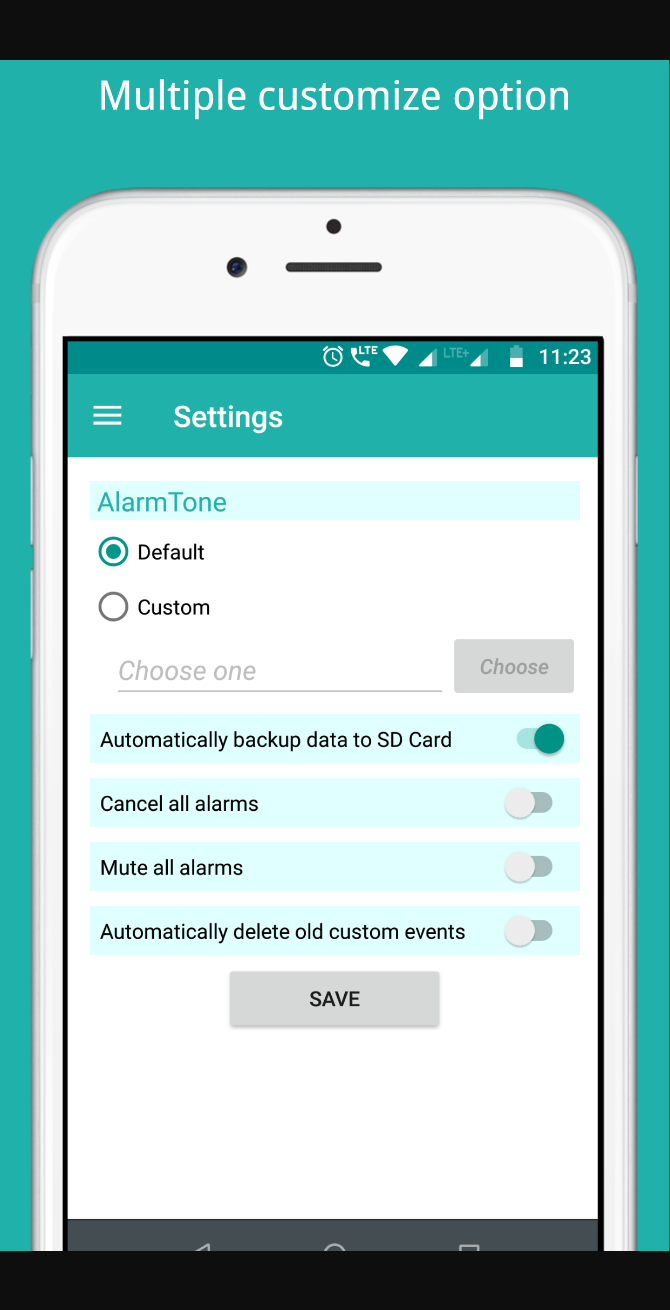 Multiple customize option
LTE LTE+ 11:23
Settings
AlarmTone
Default
Custom
Choose one Choose
Automatically backup data to SD Card
Cancel all alarms
Mute all alarms
Automatically delete old custom events
SAVE